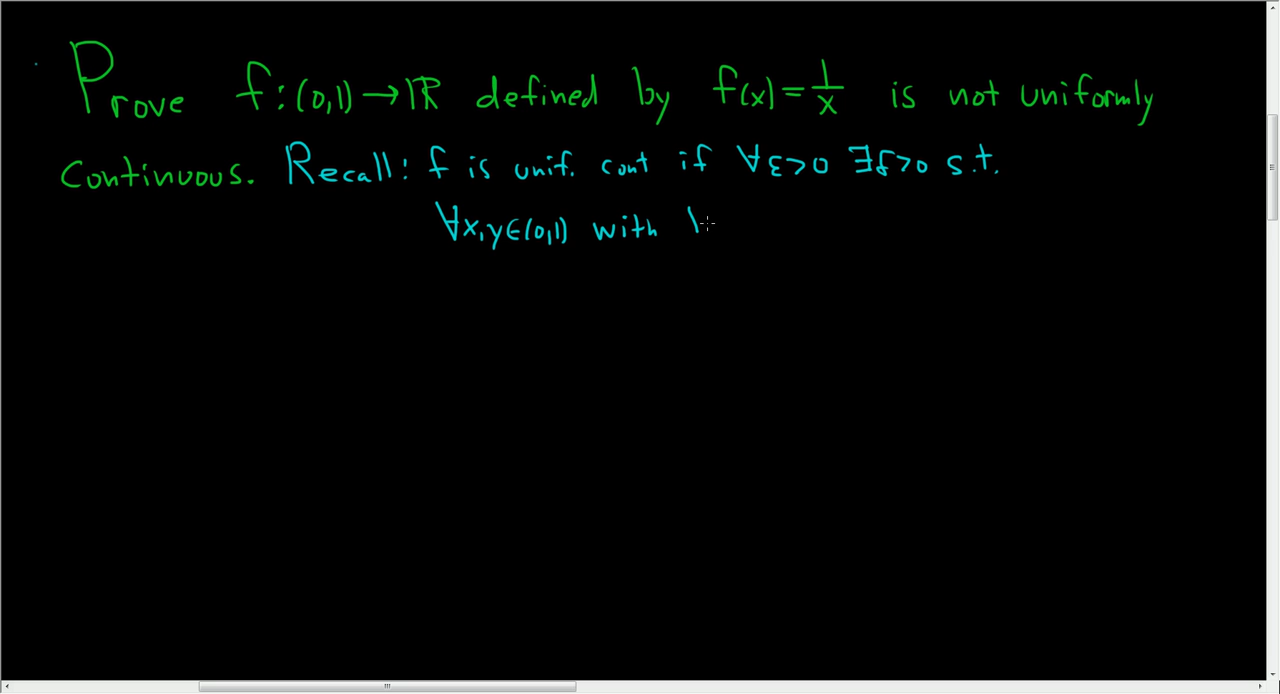 Prove f:(0,1)→ℝ defined by f(x)=1/x is not uniformly
Continuous. Recall: f is unif. cont if ∀ε>0 ∃δ>0 s.t.
∀x,y∈(0,1) with |